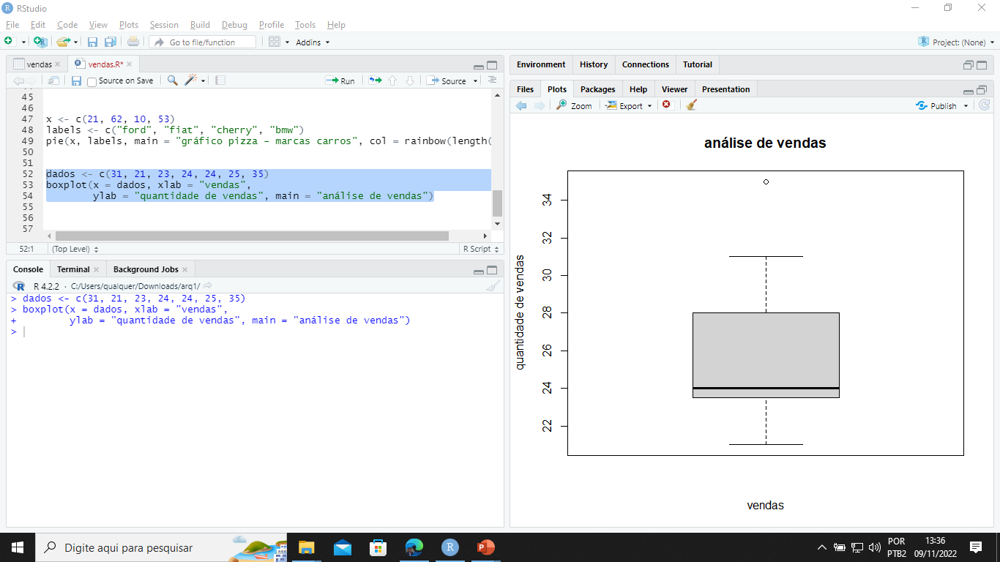 RStudio
File Edit Code View Plots Session Build Debug Profile Tools Help
Go to file/function Addins Project: (None)
vendas vendas.R*
Source on Save Run Source
45
46
47 x <- c(21, 62, 10, 53)
48 labels <- c("ford", "fiat", "cherry", "bmw")
49 pie(x, labels, main = "gráfico pizza – marcas carros", col = rainbow(length(
50
51
52 dados <- c(31, 21, 23, 24, 24, 25, 35)
53 boxplot(x = dados, xlab = "vendas",
54 ylab = "quantidade de vendas", main = "análise de vendas")
55
56
57
52:1 (Top Level) R Script
Console Terminal Background Jobs
R 4.2.2 · C:/Users/qualquer/Downloads/arq1/
> dados <- c(31, 21, 23, 24, 24, 25, 35)
> boxplot(x = dados, xlab = "vendas",
+ ylab = "quantidade de vendas", main = "análise de vendas")
>
Environment History Connections Tutorial
Files Plots Packages Help Viewer Presentation
Zoom Export Publish
análise de vendas
quantidade de vendas
34
32
30
28
26
24
22
vendas
Digite aqui para pesquisar
POR
PTB2
13:36
09/11/2022